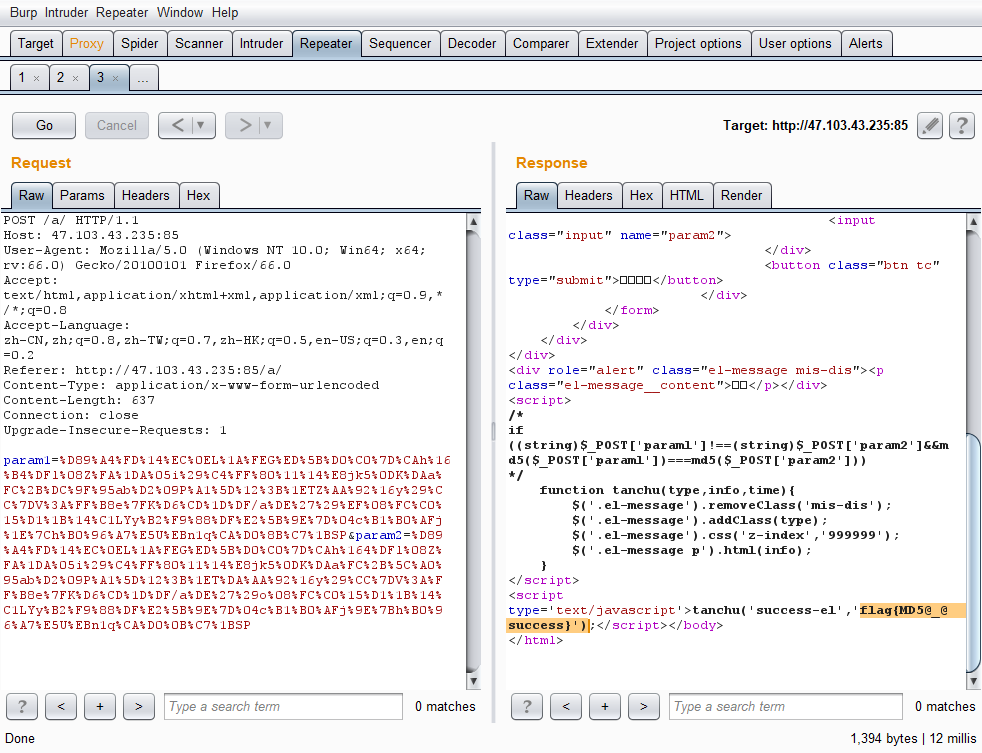 Burp Intruder Repeater Window Help
Target Proxy Spider Scanner Intruder Repeater Sequencer Decoder Comparer Extender Project options User options Alerts
1 × 2 × 3 × ...
Go Cancel < ▼ > ▼ Target: http://47.103.43.235:85 ?
Request
Raw Params Headers Hex
POST /a/ HTTP/1.1
Host: 47.103.43.235:85
User-Agent: Mozilla/5.0 (Windows NT 10.0; Win64; x64;
rv:66.0) Gecko/20100101 Firefox/66.0
Accept:
text/html,application/xhtml+xml,application/xml;q=0.9,*
/*;q=0.8
Accept-Language:
zh-CN,zh;q=0.8,zh-TW;q=0.7,zh-HK;q=0.5,en-US;q=0.3,en;q
=0.2
Referer: http://47.103.43.235:85/a/
Content-Type: application/x-www-form-urlencoded
Content-Length: 637
Connection: close
Upgrade-Insecure-Requests: 1
param1=%D89%A4%FD%14%EC%0EL%1A%FEG%ED%5B%D0%C0%7D%CAh%16
%B4%DF1%08Z%FA%1DA%05i%29%C4%FF%80%11%14%E8jk5%0DK%DAa%
FC%2B%DC%9F%95ab%D2%09P%A1%5D%12%3B%1ETZ%AA%92%16y%29%C
C%7DV%3A%FF%B8e%7FK%D6%CD%1D%DF/a%DE%27%29%EF%08%FC%C0%
15%D1%1B%14%C1LYy%B2%F9%88%DF%E2%5B%9E%7D%04c%B1%B0%AFj
%1E%7Ch%B0%96%A7%E5U%EBn1q%CA%D0%8B%C7%1BSP&param2=%D89
%A4%FD%14%EC%0EL%1A%FEG%ED%5B%D0%C0%7D%CAh%164%DF1%08Z%
FA%1DA%05i%29%C4%FF%80%11%14%E8jk5%0DK%DAa%FC%2B%5C%A0%
95ab%D2%09P%A1%5D%12%3B%1ET%DA%AA%92%16y%29%CC%7DV%3A%F
F%B8e%7FK%D6%CD%1D%DF/a%DE%27%29o%08%FC%C0%15%D1%1B%14%
C1LYy%B2%F9%88%DF%E2%5B%9E%7D%04c%B1%B0%AFj%9E%7Bh%B0%9
6%A7%E5U%EBn1q%CA%D0%0B%C7%1BSP
? < + > Type a search term 0 matches
Response
Raw Headers Hex HTML Render
<input
class="input" name="param2">
</div>
<button class="btn tc"
type="submit">□□□□</button>
</div>
</form>
</div>
</div>
</div>
<div role="alert" class="el-message mis-dis"><p
class="el-message__content">□□</p></div>
<script>
/*
if
((string)$_POST['param1']!==(string)$_POST['param2']&&m
d5($_POST['param1'])===md5($_POST['param2']))
*/
function tanchu(type,info,time){
$('.el-message').removeClass('mis-dis');
$('.el-message').addClass(type);
$('.el-message').css('z-index','999999');
$('.el-message p').html(info);
}
</script>
<script
type='text/javascript'>tanchu('success-el','flag{MD5@_@
success}');</script></body>
</html>
? < + > Type a search term 0 matches
Done 1,394 bytes | 12 millis